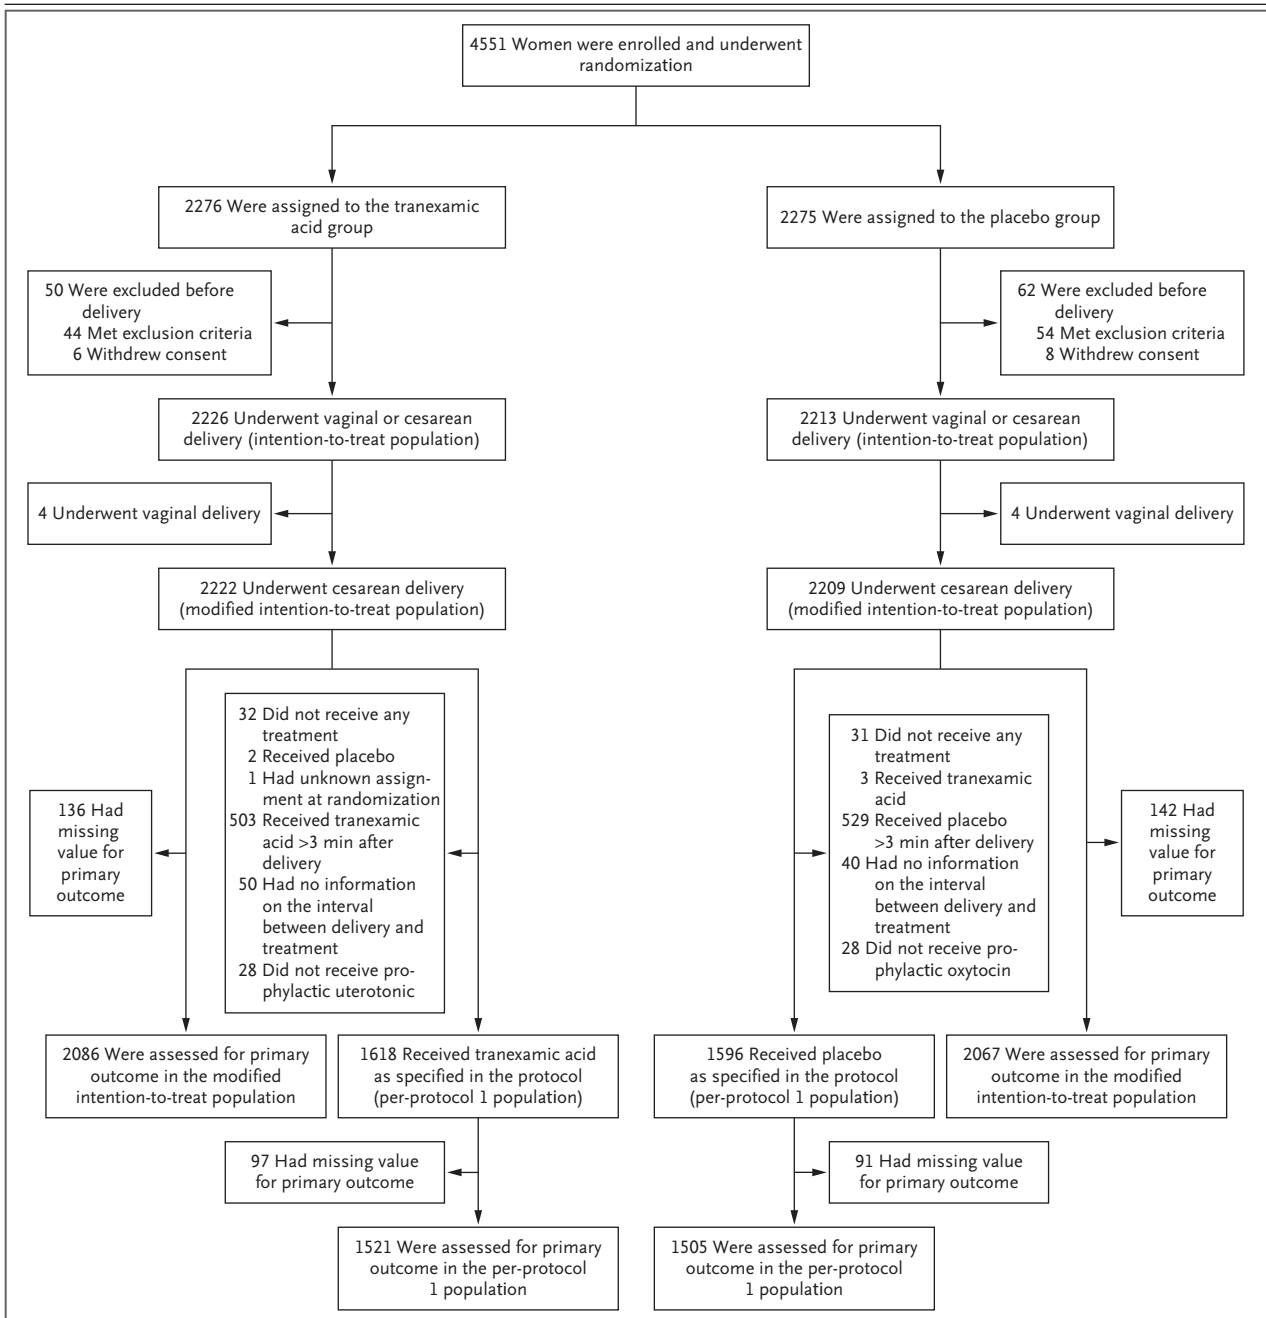 4551 Women were enrolled and underwent
randomization
2276 Were assigned to the tranexamic
acid group
2275 Were assigned to the placebo group
50 Were excluded before
delivery
44 Met exclusion criteria
6 Withdrew consent
62 Were excluded before
delivery
54 Met exclusion criteria
8 Withdrew consent
2226 Underwent vaginal or cesarean
delivery (intention-to-treat population)
2213 Underwent vaginal or cesarean
delivery (intention-to-treat population)
4 Underwent vaginal delivery
4 Underwent vaginal delivery
2222 Underwent cesarean delivery
(modified intention-to-treat population)
2209 Underwent cesarean delivery
(modified intention-to-treat population)
136 Had
missing
value for
primary
outcome
32 Did not receive any
treatment
2 Received placebo
1 Had unknown assign-
ment at randomization
503 Received tranexamic
acid >3 min after
delivery
50 Had no information
on the interval
between delivery and
treatment
28 Did not receive pro-
phylactic uterotonic
31 Did not receive any
treatment
3 Received tranexamic
acid
529 Received placebo
>3 min after delivery
40 Had no information
on the interval
between delivery and
treatment
28 Did not receive pro-
phylactic oxytocin
142 Had
missing
value for
primary
outcome
2086 Were assessed for primary
outcome in the modified
intention-to-treat population
1618 Received tranexamic acid
as specified in the protocol
(per-protocol 1 population)
1596 Received placebo
as specified in the protocol
(per-protocol 1 population)
2067 Were assessed for primary
outcome in the modified
intention-to-treat population
97 Had missing value
for primary outcome
91 Had missing value
for primary outcome
1521 Were assessed for primary
outcome in the per-protocol
1 population
1505 Were assessed for primary
outcome in the per-protocol
1 population